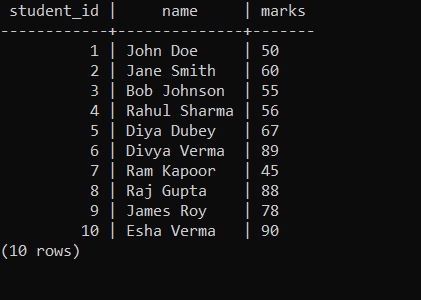 student_id |     name      | marks
------------+---------------+-------
          1 | John Doe      | 50
          2 | Jane Smith    | 60
          3 | Bob Johnson   | 55
          4 | Rahul Sharma  | 56
          5 | Diya Dubey    | 67
          6 | Divya Verma   | 89
          7 | Ram Kapoor    | 45
          8 | Raj Gupta     | 88
          9 | James Roy     | 78
         10 | Esha Verma    | 90
(10 rows)